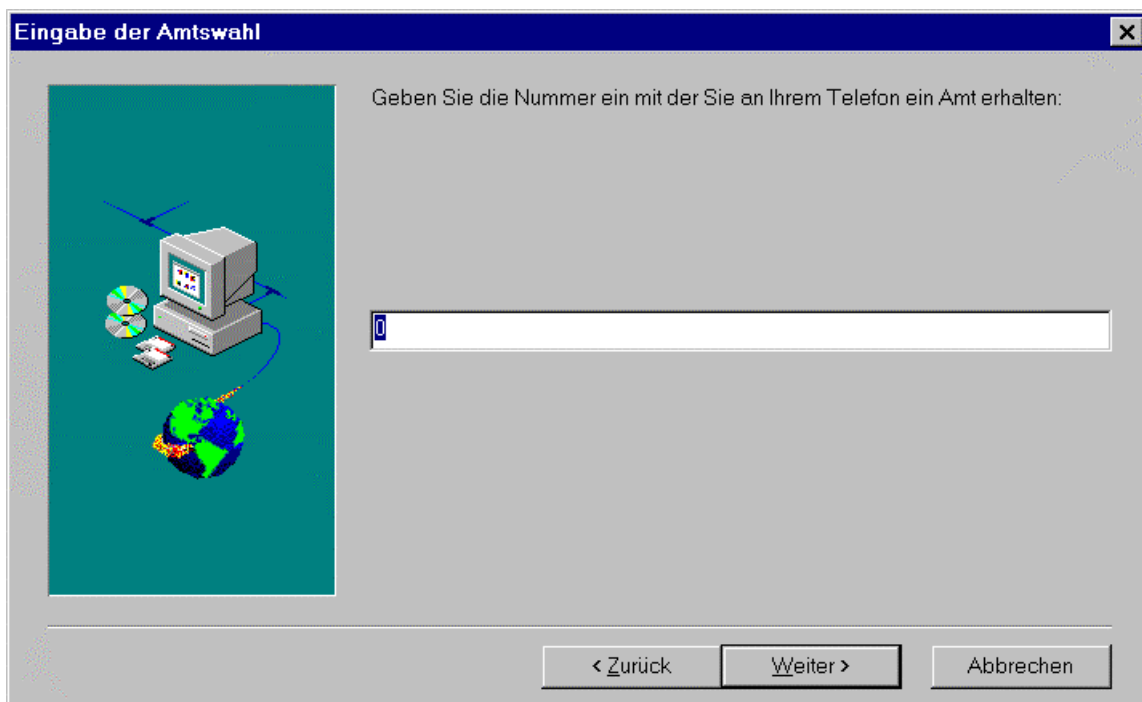 Eingabe der Amtswahl
Geben Sie die Nummer ein mit der Sie an Ihrem Telefon ein Amt erhalten:
0
< Zurück
Weiter >
Abbrechen